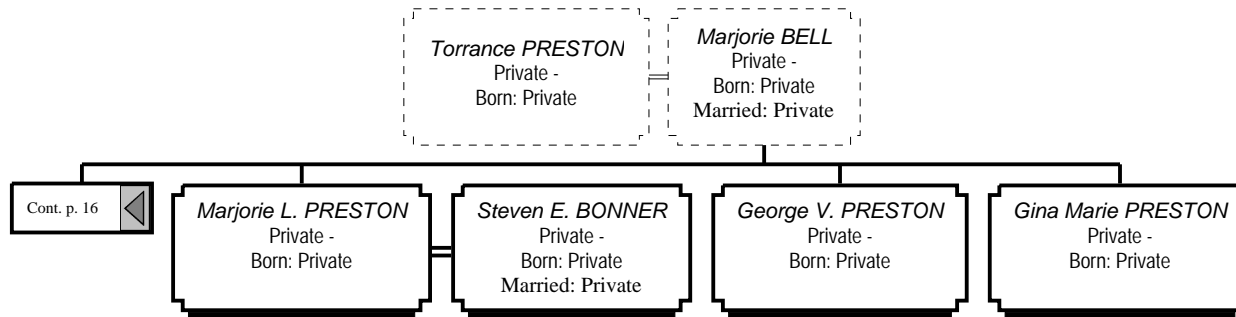 Torrance PRESTON
Private -
Born: Private
Marjorie BELL
Private -
Born: Private
Married: Private
Cont. p. 16
Marjorie L. PRESTON
Private -
Born: Private
Steven E. BONNER
Private -
Born: Private
Married: Private
George V. PRESTON
Private -
Born: Private
Gina Marie PRESTON
Private -
Born: Private